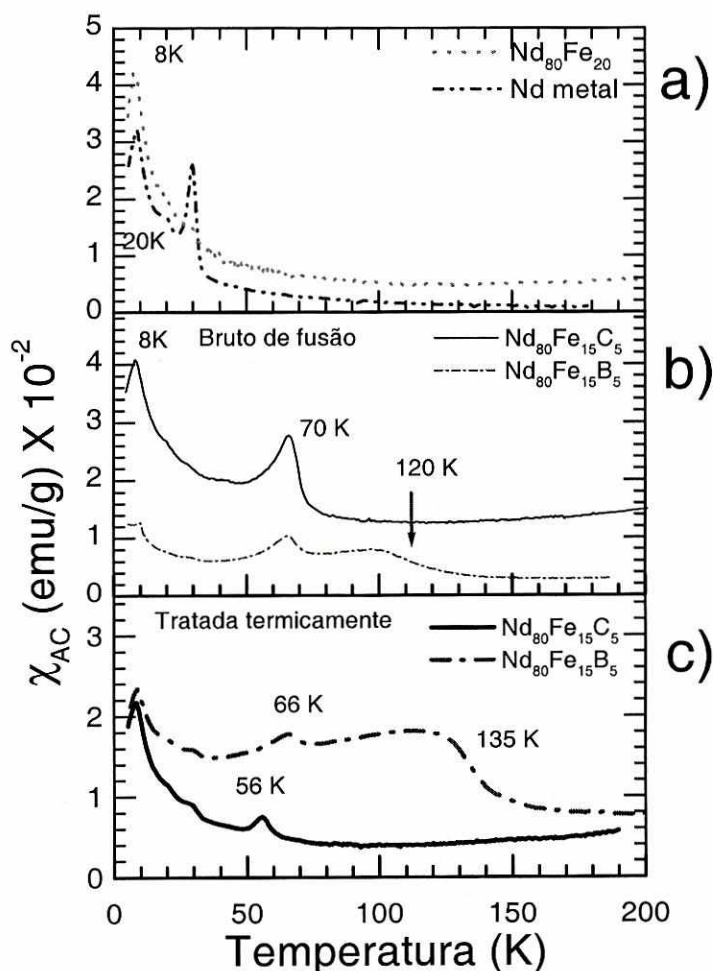 χAC (emu/g) X 10-2
5
4
3
2
1
0
8K
20K
Nd80Fe20
Nd metal
a)
4
3
2
1
0
8K
Bruto de fusão
70 K
120 K
Nd80Fe15C5
Nd80Fe15B5
b)
3
2
1
0
Tratada termicamente
66 K
56 K
135 K
Nd80Fe15C5
Nd80Fe15B5
c)
0 50 100 150 200
Temperatura (K)